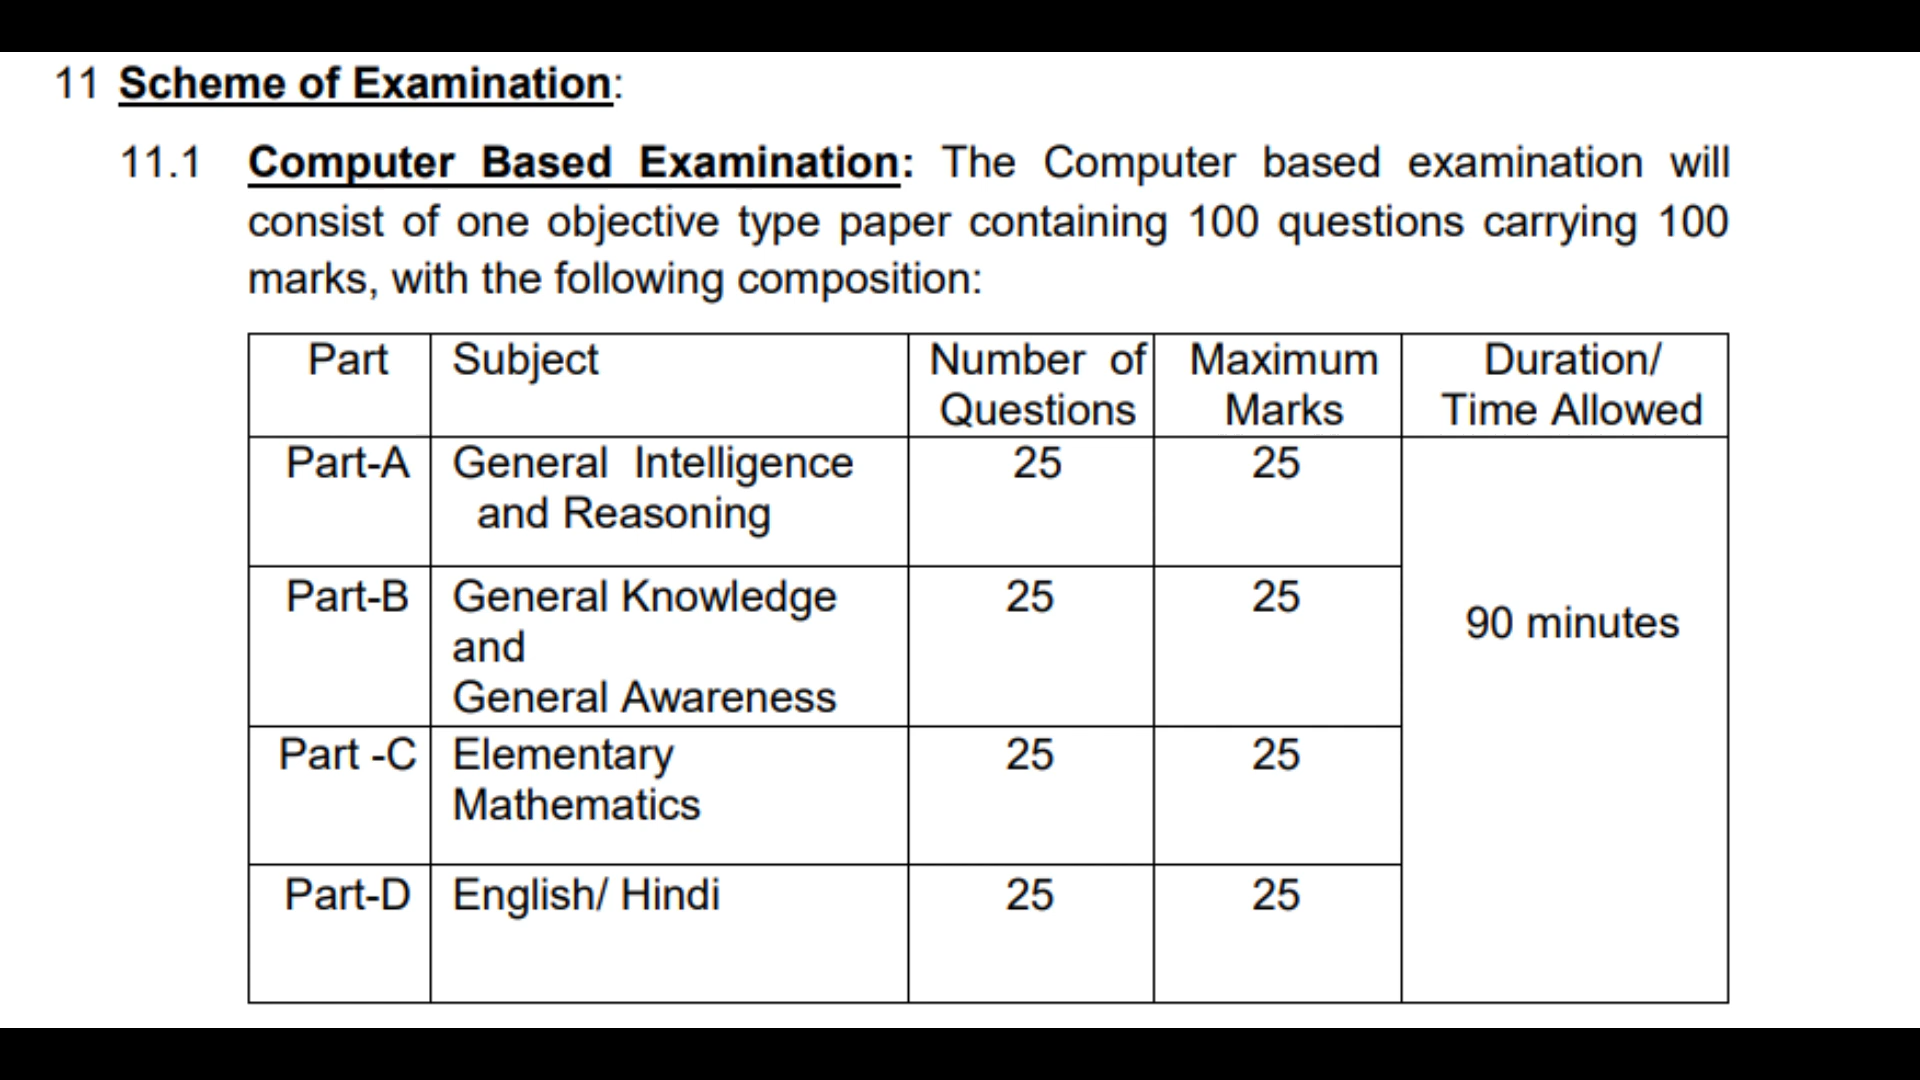 11 Scheme of Examination:
11.1 Computer Based Examination: The Computer based examination will
consist of one objective type paper containing 100 questions carrying 100
marks, with the following composition:
Part Subject Number of Maximum Duration/
Questions Marks Time Allowed
Part-A General Intelligence 25 25
and Reasoning
Part-B General Knowledge 25 25
90 minutes
and
General Awareness
Part -C Elementary 25 25
Mathematics
Part-D English/ Hindi 25 25